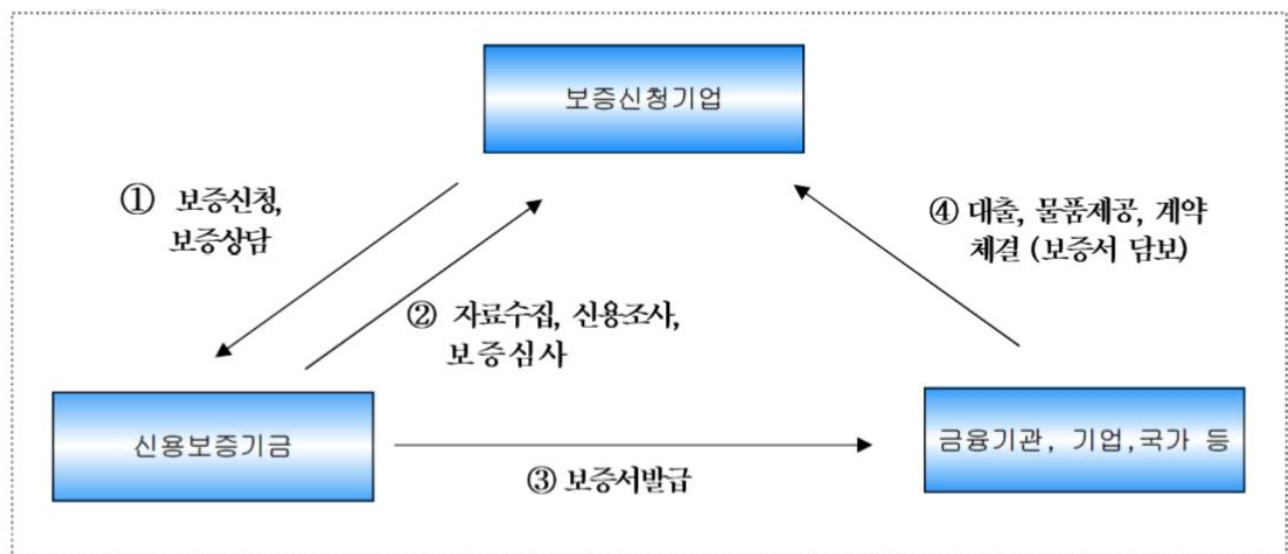 보증신청기업
① 보증신청,
보증상담
④ 대출, 물품제공, 계약
체결 (보증서 담보)
② 자료수집, 신용조사,
보증심사
신용보증기금
금융기관, 기업,국가 등
③ 보증서발급